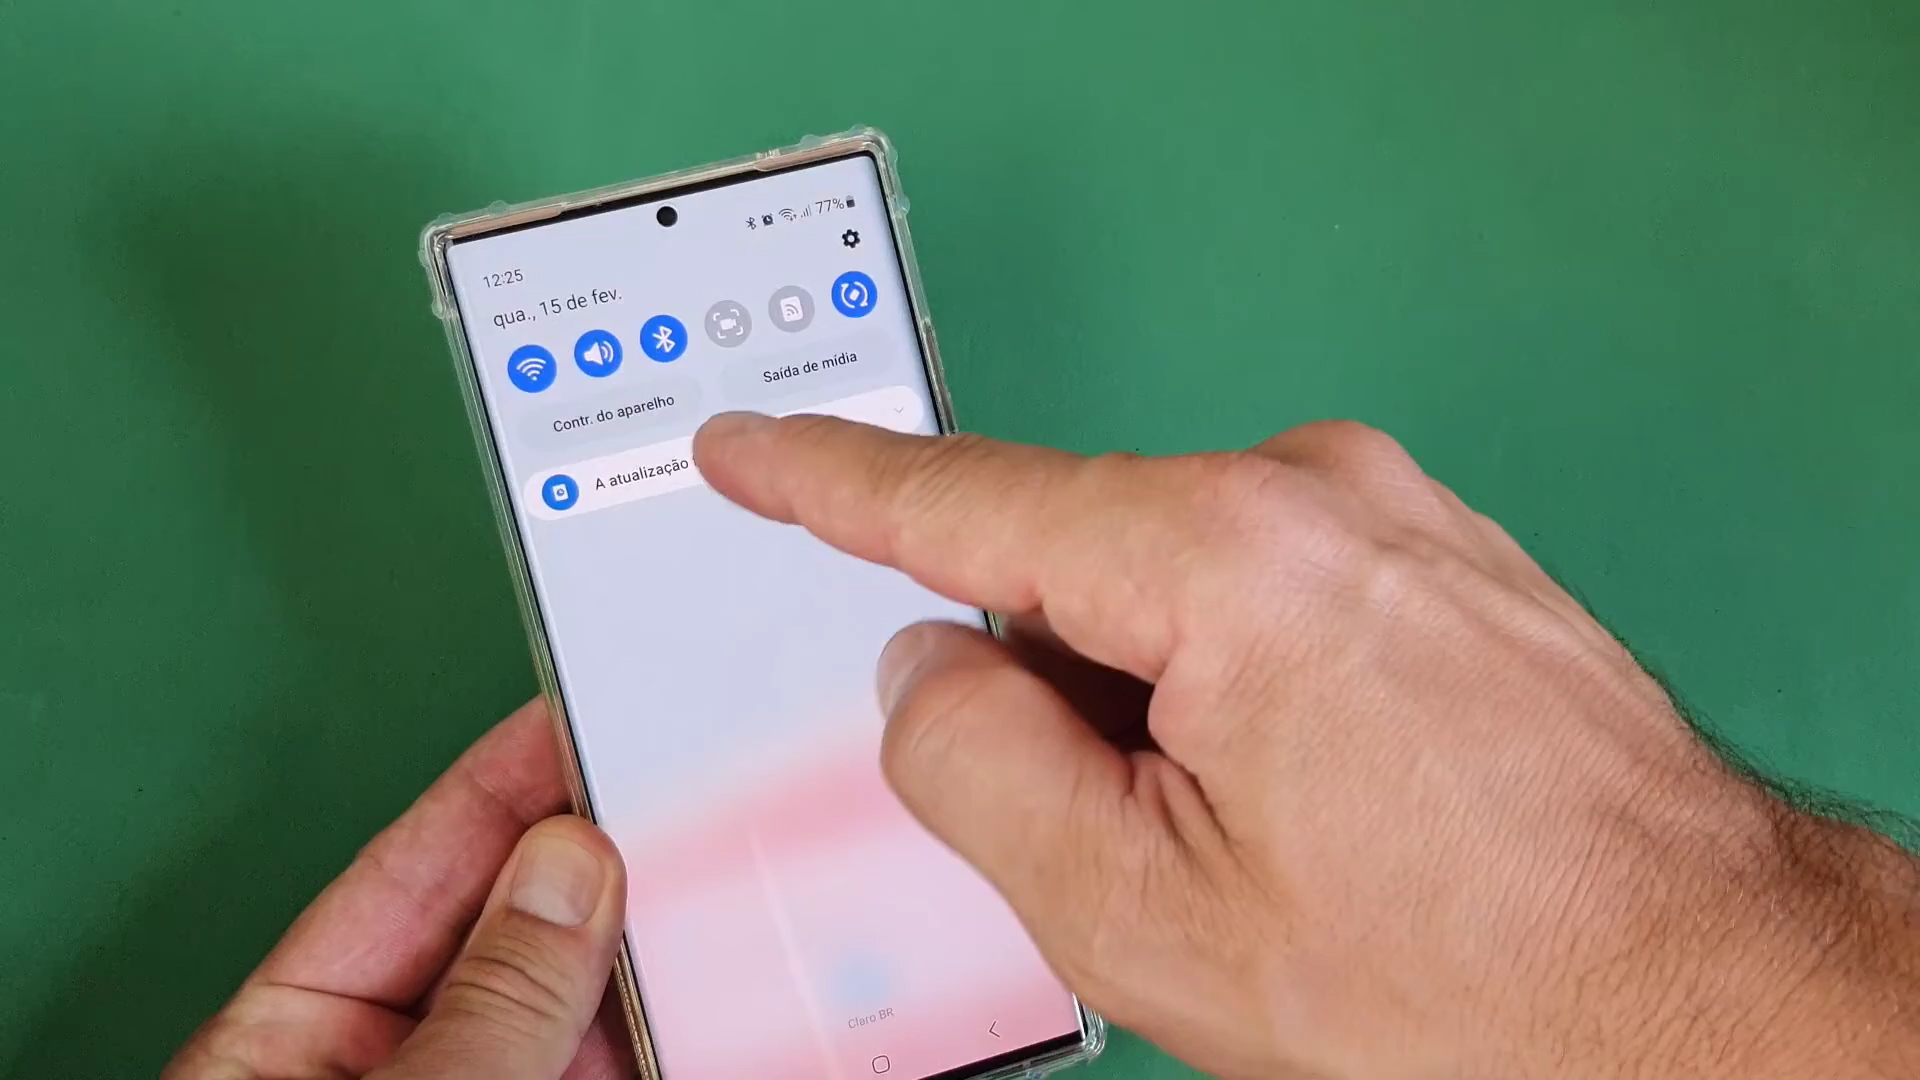 77%
12:25
qua., 15 de fev.
Contr. do aparelho
Saída de mídia
A atualização
Claro BR